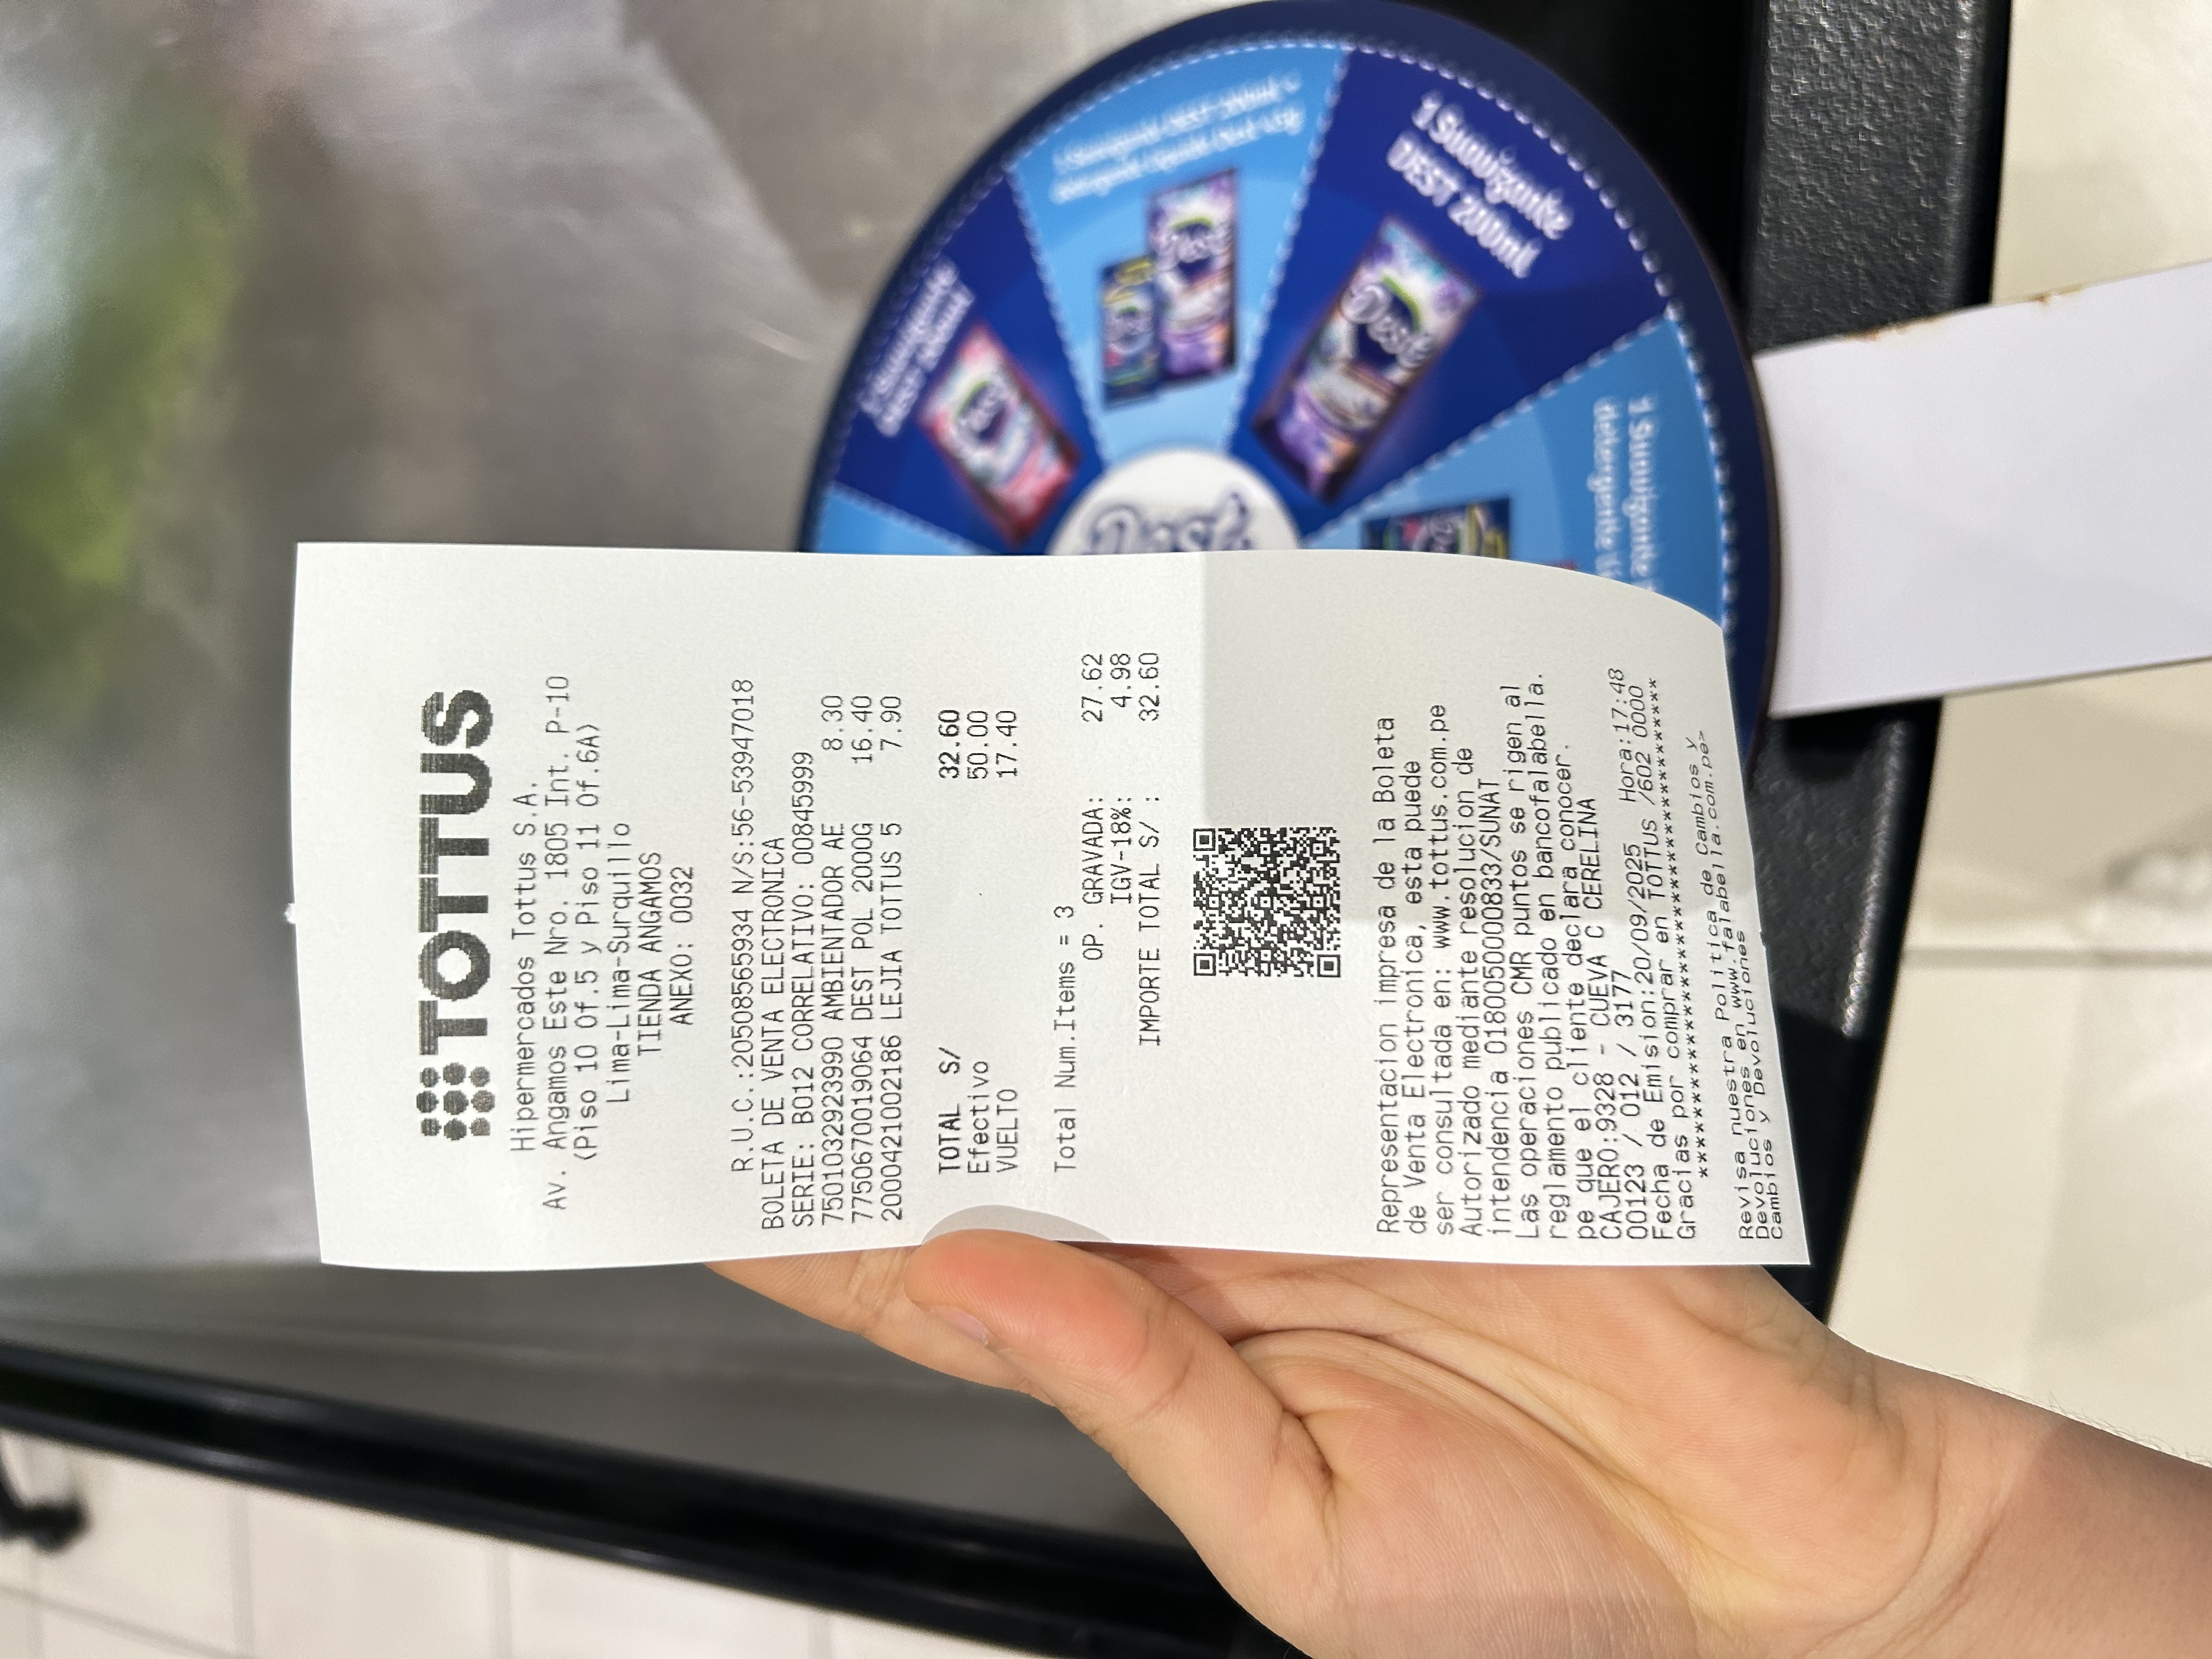 TOTTUS
Hipermercados Tottus S.A.
Av. Angamos Este Nro. 1805 Int. P-10
(Piso 10 Of.5 y Piso 11 Of.6A)
Lima-Lima-Surquillo
TIENDA ANGAMOS
ANEXO: 0032
R.U.C.:20508565934 N/S:56-53947018
BOLETA DE VENTA ELECTRONICA
SERIE: B012 CORRELATIVO: 00845999
7501032923990 AMBIENTADOR AE 8.30
7750670019064 DEST POL 2000G 16.40
2000421002186 LEJIA TOTTUS 5 7.90
TOTAL S/ 32.60
Efectivo 50.00
VUELTO 17.40
Total Num.Items = 3
OP. GRAVADA: 27.62
IGV-18%: 4.98
IMPORTE TOTAL S/ : 32.60
Representacion impresa de la Boleta
de Venta Electronica, esta puede
ser consultada en: www.tottus.com.pe
Autorizado mediante resolucion de
intendencia 0180050000833/SUNAT
Las operaciones CMR puntos se rigen al
reglamento publicado en bancofalabella.
pe que el cliente declara conocer.
CAJERO:9328 - CUEVA C CERELINA
00123 / 012 / 3177
Fecha de Emision:20/09/2025 Hora:17:48
Gracias por comprar en TOTTUS /602 0000
**************************************
Revisa nuestra Politica de Cambios y
Devoluciones en www.falabella.com.pe>
Cambios y Devoluciones
1 Suavigante
DEST 200ml
1 Suavigante
detergente